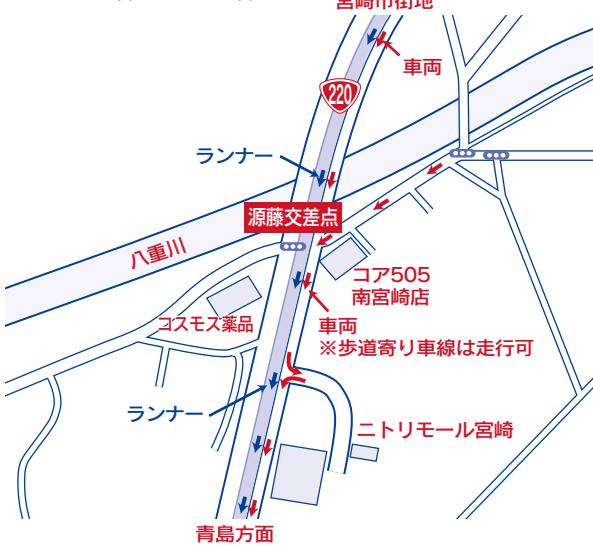 宮崎市街地
車両
220
ランナー
源藤交差点
八重川
コア505
南宮崎店
コスモス薬品
車両
※歩道寄り車線は走行可
ランナー
ニトリモール宮崎
青島方面